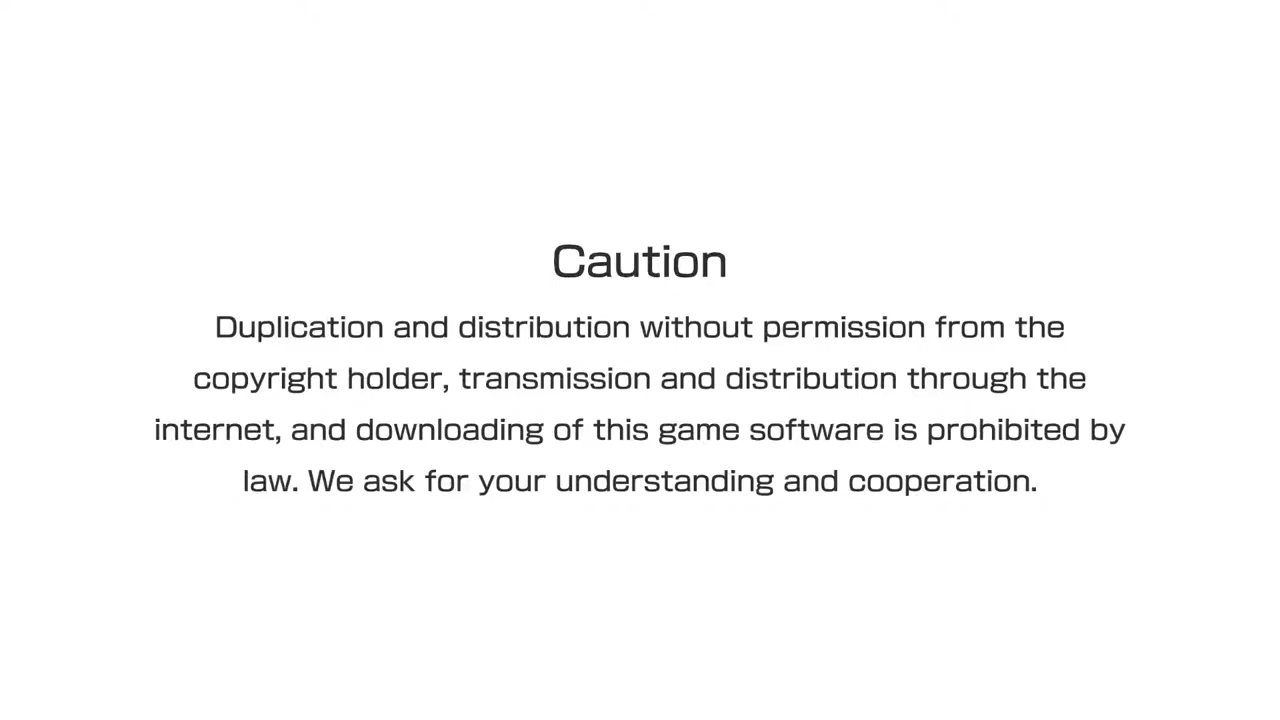 Caution
Duplication and distribution without permission from the
copyright holder, transmission and distribution through the
internet, and downloading of this game software is prohibited by
law. We ask for your understanding and cooperation.